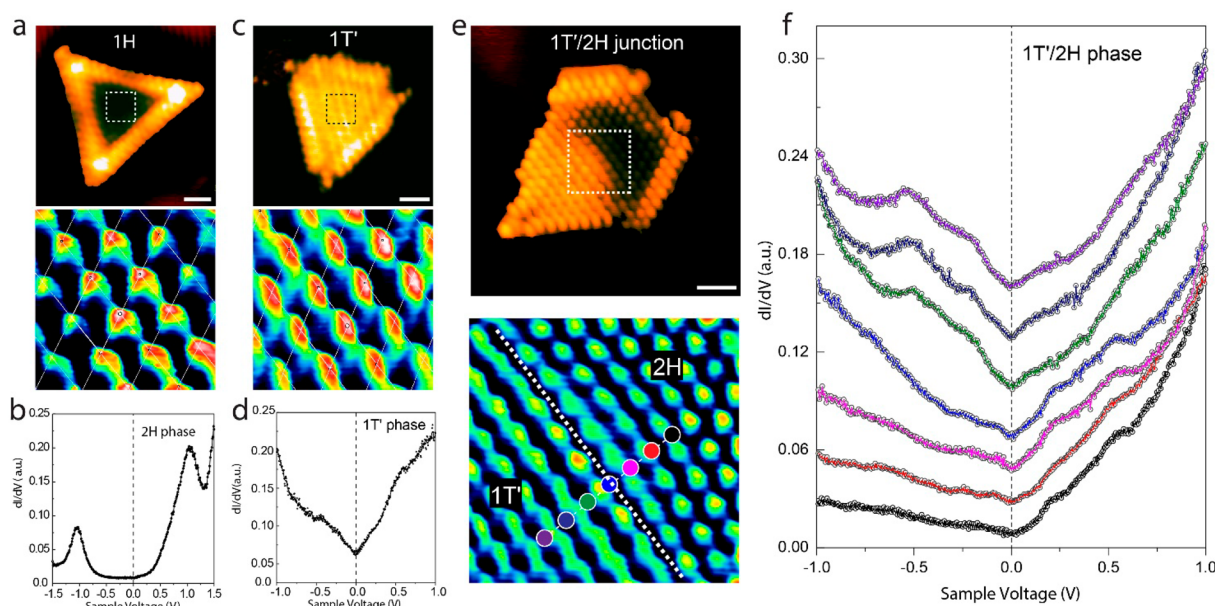 a
1H
c
1T'
e
1T'/2H junction
2H
1T'
b
0.25
0.20
0.15
0.10
0.05
0.0
dI/dV (a.u.)
2H phase
-1.5
-1.0
-0.5
0.0
0.5
1.0
1.5
Sample Voltage (V)
d
0.25
0.20
0.15
0.10
0.05
0.0
dI/dV (a.u.)
1T' phase
-1.0
-0.5
0.0
0.5
1.0
Sample Voltage (V)
f
0.30
0.24
0.18
0.12
0.06
0.00
dI/dV (a.u.)
1T'/2H phase
-1.0
-0.5
0.0
0.5
1.0
Sample Voltage (V)